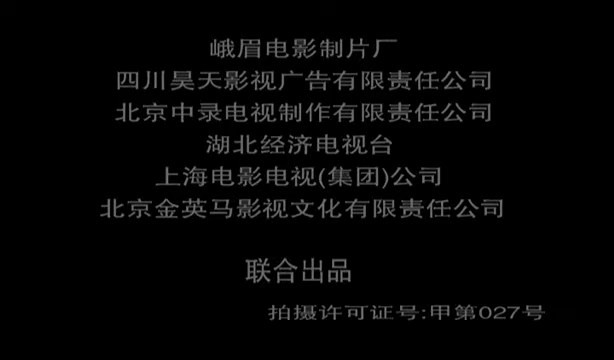 峨眉电影制片厂
四川昊天影视广告有限责任公司
北京中录电视制作有限责任公司
湖北经济电视台
上海电影电视(集团)公司
北京金英马影视文化有限责任公司
联合出品
拍摄许可证号:甲第027号